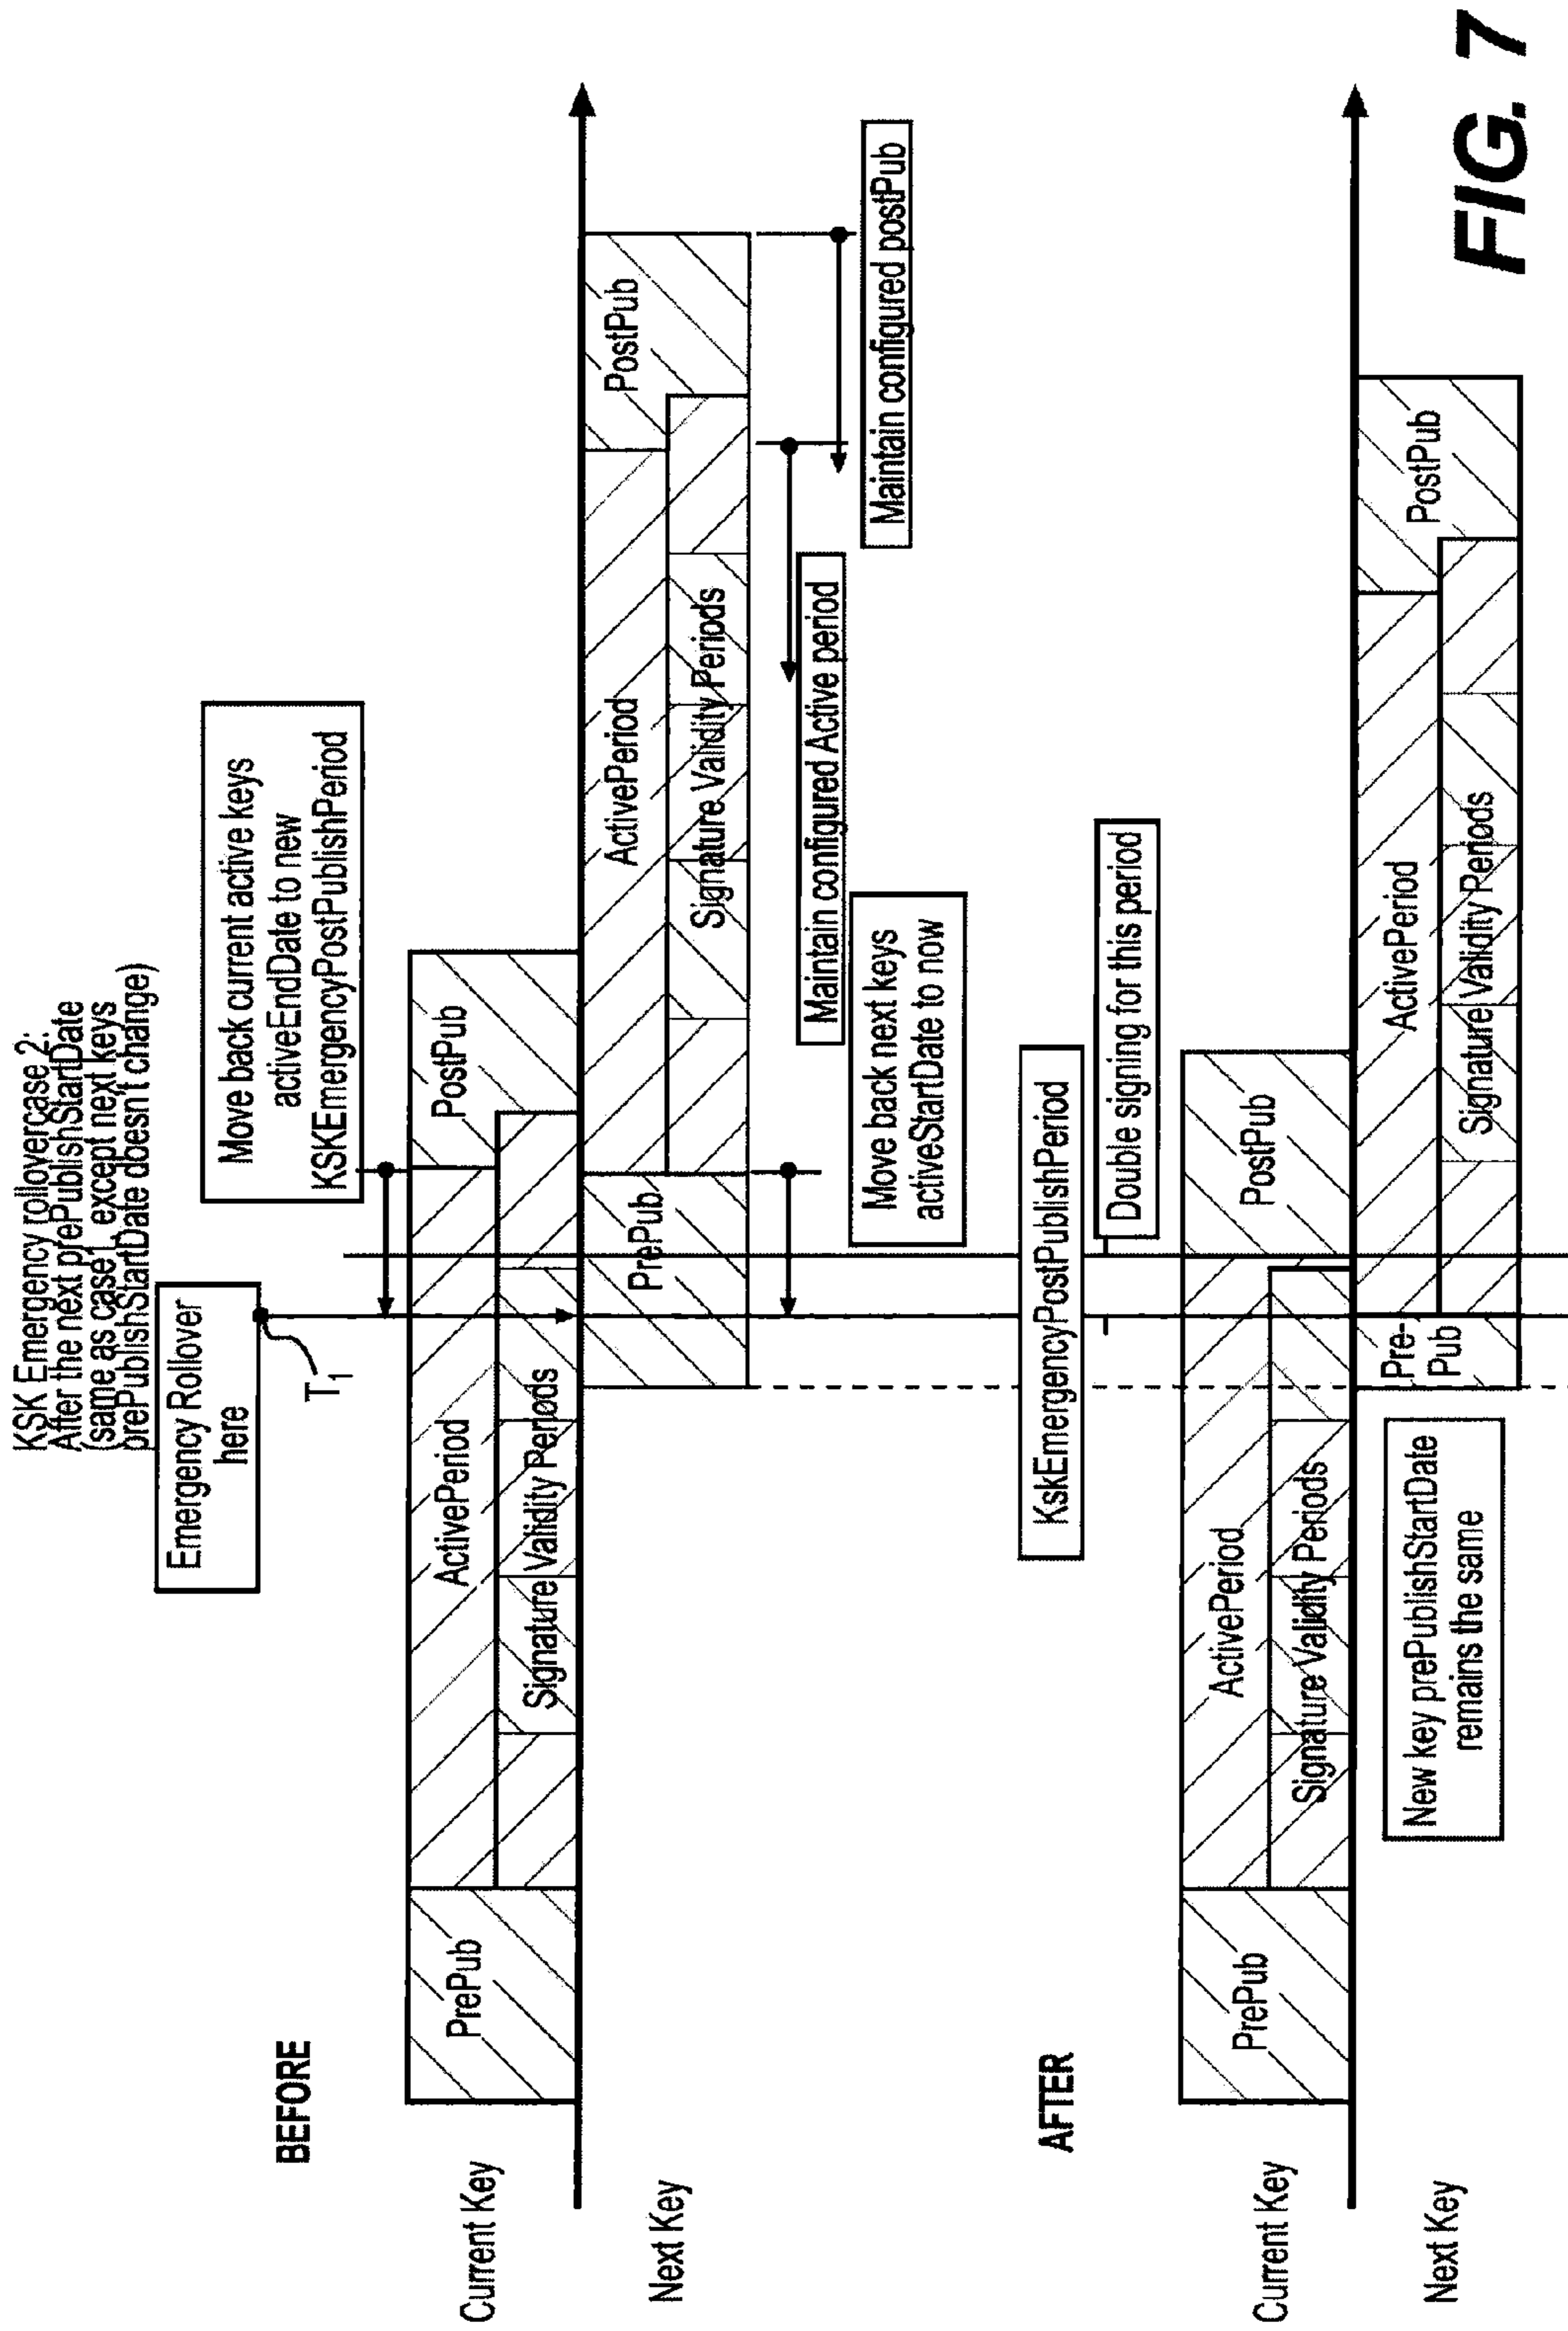 KSK Emergency rollovercase 2:
After the next prePublishStartDate
(same as case1, except next keys
prePublishStartDate doesn't change)
Emergency Rollover
here
T1
Move back current active keys
activeEndDate to new
KSKEmergencyPostPublishPeriod
BEFORE
Current Key
PrePub
ActivePeriod
Signature Validity Periods
PostPub
Next Key
PrePub
ActivePeriod
Signature Validity Periods
PostPub
Maintain configured Active period
Maintain configured postPub
Move back next keys
activeStartDate to now
KskEmergencyPostPublishPeriod
Double signing for this period
AFTER
Current Key
PrePub
ActivePeriod
Signature Validity Periods
PostPub
Next Key
Pre-
Pub
ActivePeriod
Signature Validity Periods
PostPub
New key prePublishStartDate
remains the same
FIG. 7